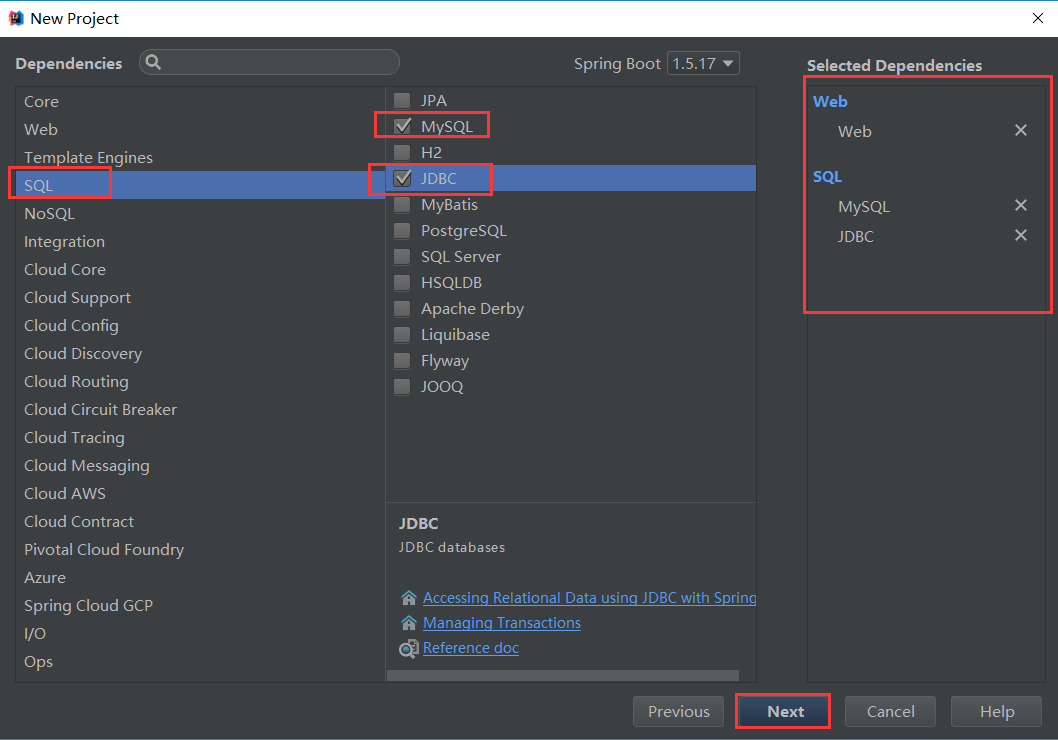 New Project
Dependencies
Spring Boot 1.5.17
Selected Dependencies
Core
Web
Template Engines
SQL
NoSQL
Integration
Cloud Core
Cloud Support
Cloud Config
Cloud Discovery
Cloud Routing
Cloud Circuit Breaker
Cloud Tracing
Cloud Messaging
Cloud AWS
Cloud Contract
Pivotal Cloud Foundry
Azure
Spring Cloud GCP
I/O
Ops
JPA
MySQL
H2
JDBC
MyBatis
PostgreSQL
SQL Server
HSQLDB
Apache Derby
Liquibase
Flyway
JOOQ
JDBC
JDBC databases
Accessing Relational Data using JDBC with Spring
Managing Transactions
Reference doc
Web
Web
SQL
MySQL
JDBC
Previous
Next
Cancel
Help